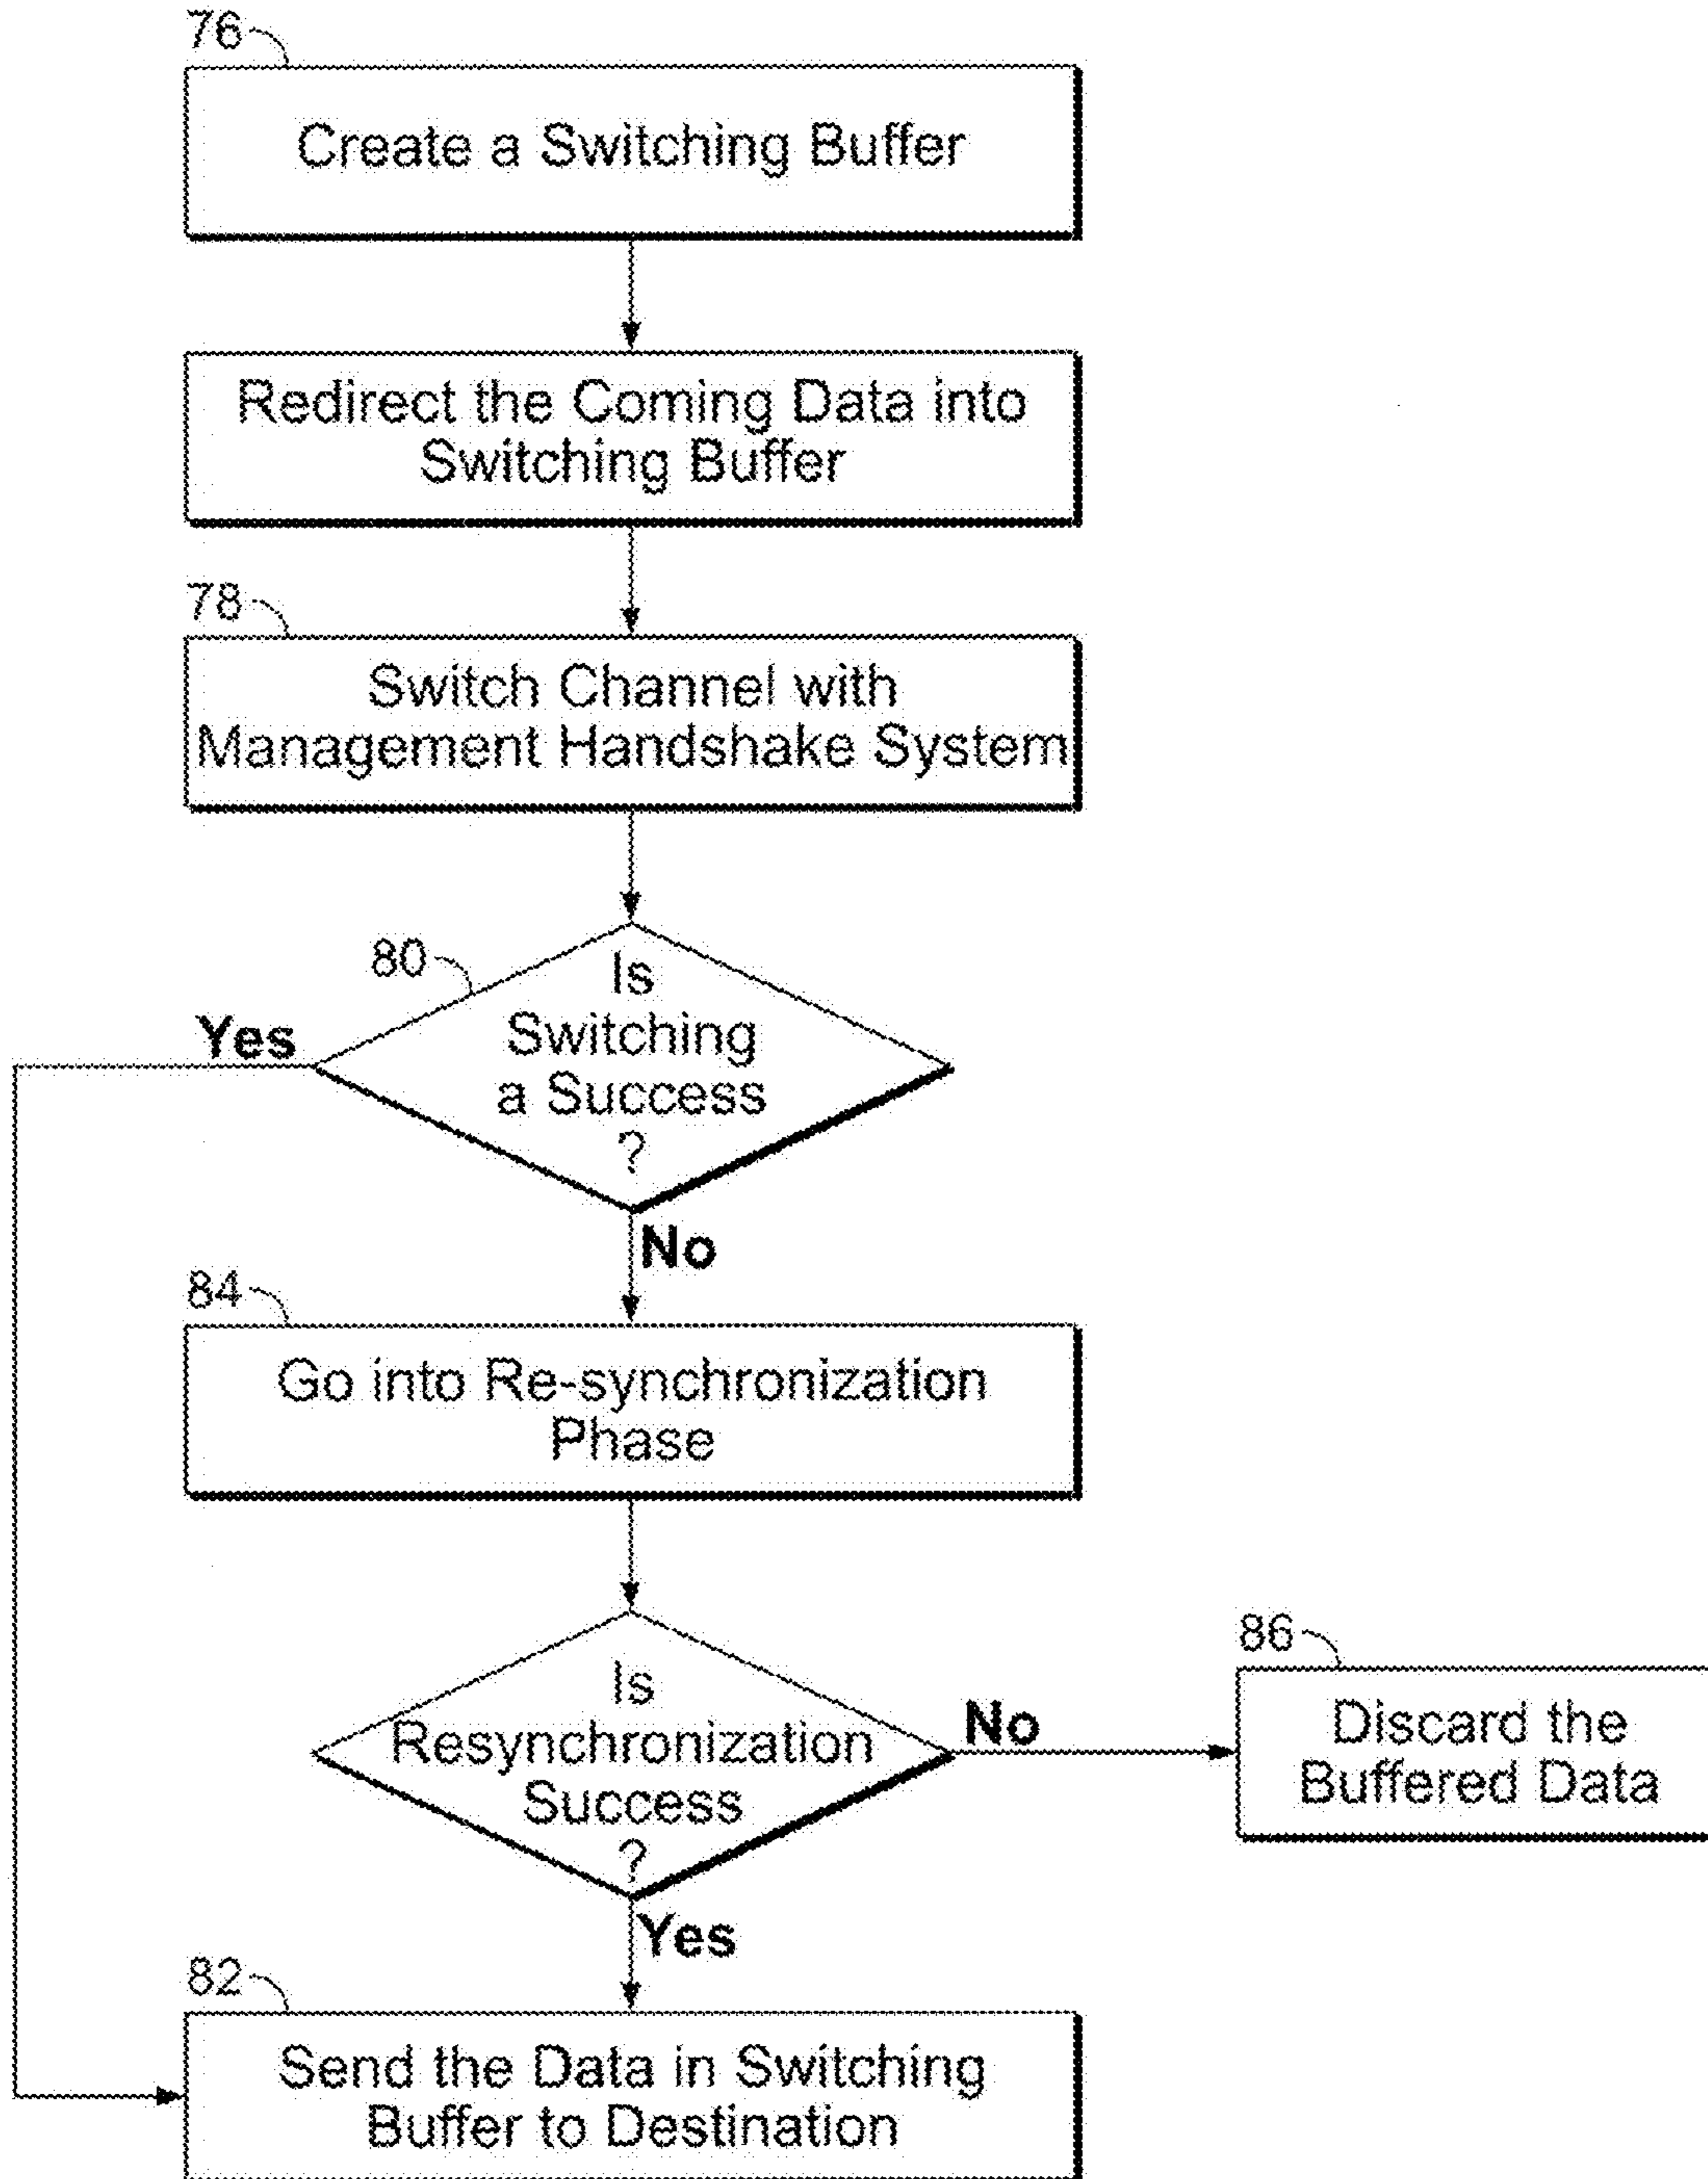 76
Create a Switching Buffer
Redirect the Coming Data into
Switching Buffer
78
Switch Channel with
Management Handshake System
80
Is
Switching
a Success
?
Yes
No
84
Go into Re-synchronization
Phase
Is
Resynchronization
Success
?
No
86
Discard the
Buffered Data
Yes
82
Send the Data in Switching
Buffer to Destination